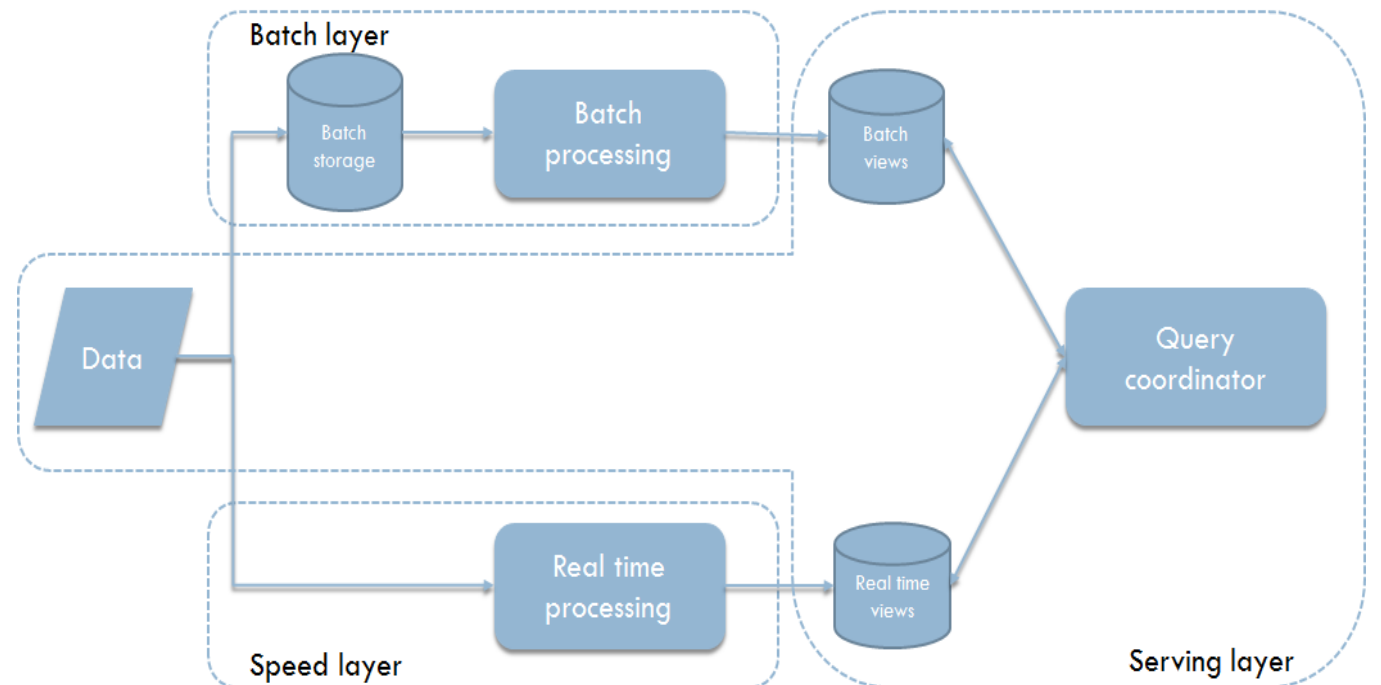 Batch layer
Batch
storage
Batch
processing
Batch
views
Data
Query
coordinator
Real time
processing
Real time
views
Speed layer
Serving layer